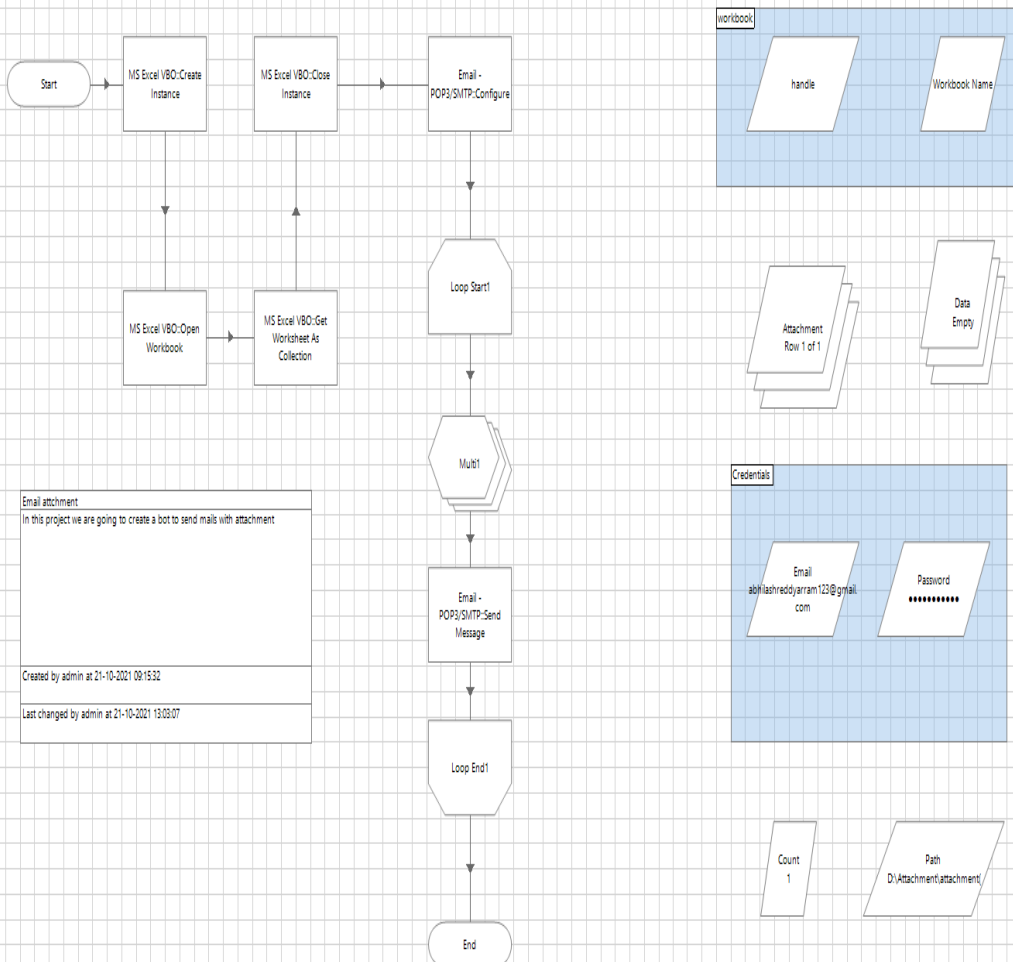 Start
MS Excel VBO::Create
Instance
MS Excel VBO::Close
Instance
Email -
POP3/SMTP::Configure
MS Excel VBO::Open
Workbook
MS Excel VBO::Get
Worksheet As
Collection
Loop Start1
Multi1
Email -
POP3/SMTP::Send
Message
Loop End1
End
Email attchment
In this project we are going to create a bot to send mails with attachment
Created by admin at 21-10-2021 09:15:32
Last changed by admin at 21-10-2021 13:03:07
workbook
handle
Workbook Name
Attachment
Row 1 of 1
Data
Empty
Credentials
Email
abhilashreddyarram123@gmail.
com
Password
•••••••••••
Count
1
Path
D:\Attachment\attachment(